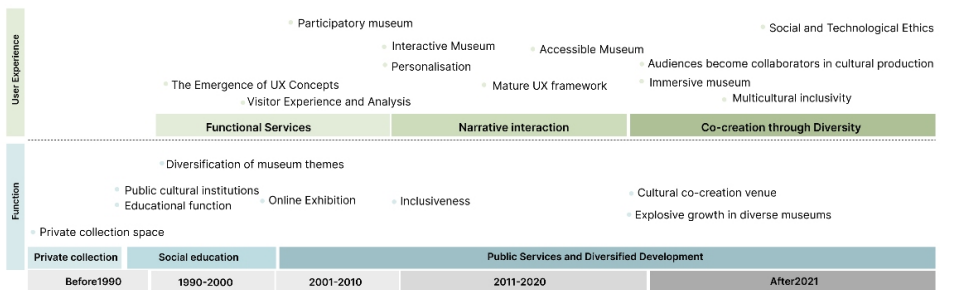 User Experience
Participatory museum
Social and Technological Ethics
Interactive Museum
Accessible Museum
Personalisation
Audiences become collaborators in cultural production
The Emergence of UX Concepts
Mature UX framework
Immersive museum
Visitor Experience and Analysis
Multicultural inclusivity
Functional Services
Narrative interaction
Co-creation through Diversity
Function
Diversification of museum themes
Public cultural institutions
Educational function
Online Exhibition
Inclusiveness
Cultural co-creation venue
Explosive growth in diverse museums
Private collection space
Private collection
Social education
Public Services and Diversified Development
Before1990
1990-2000
2001-2010
2011-2020
After2021